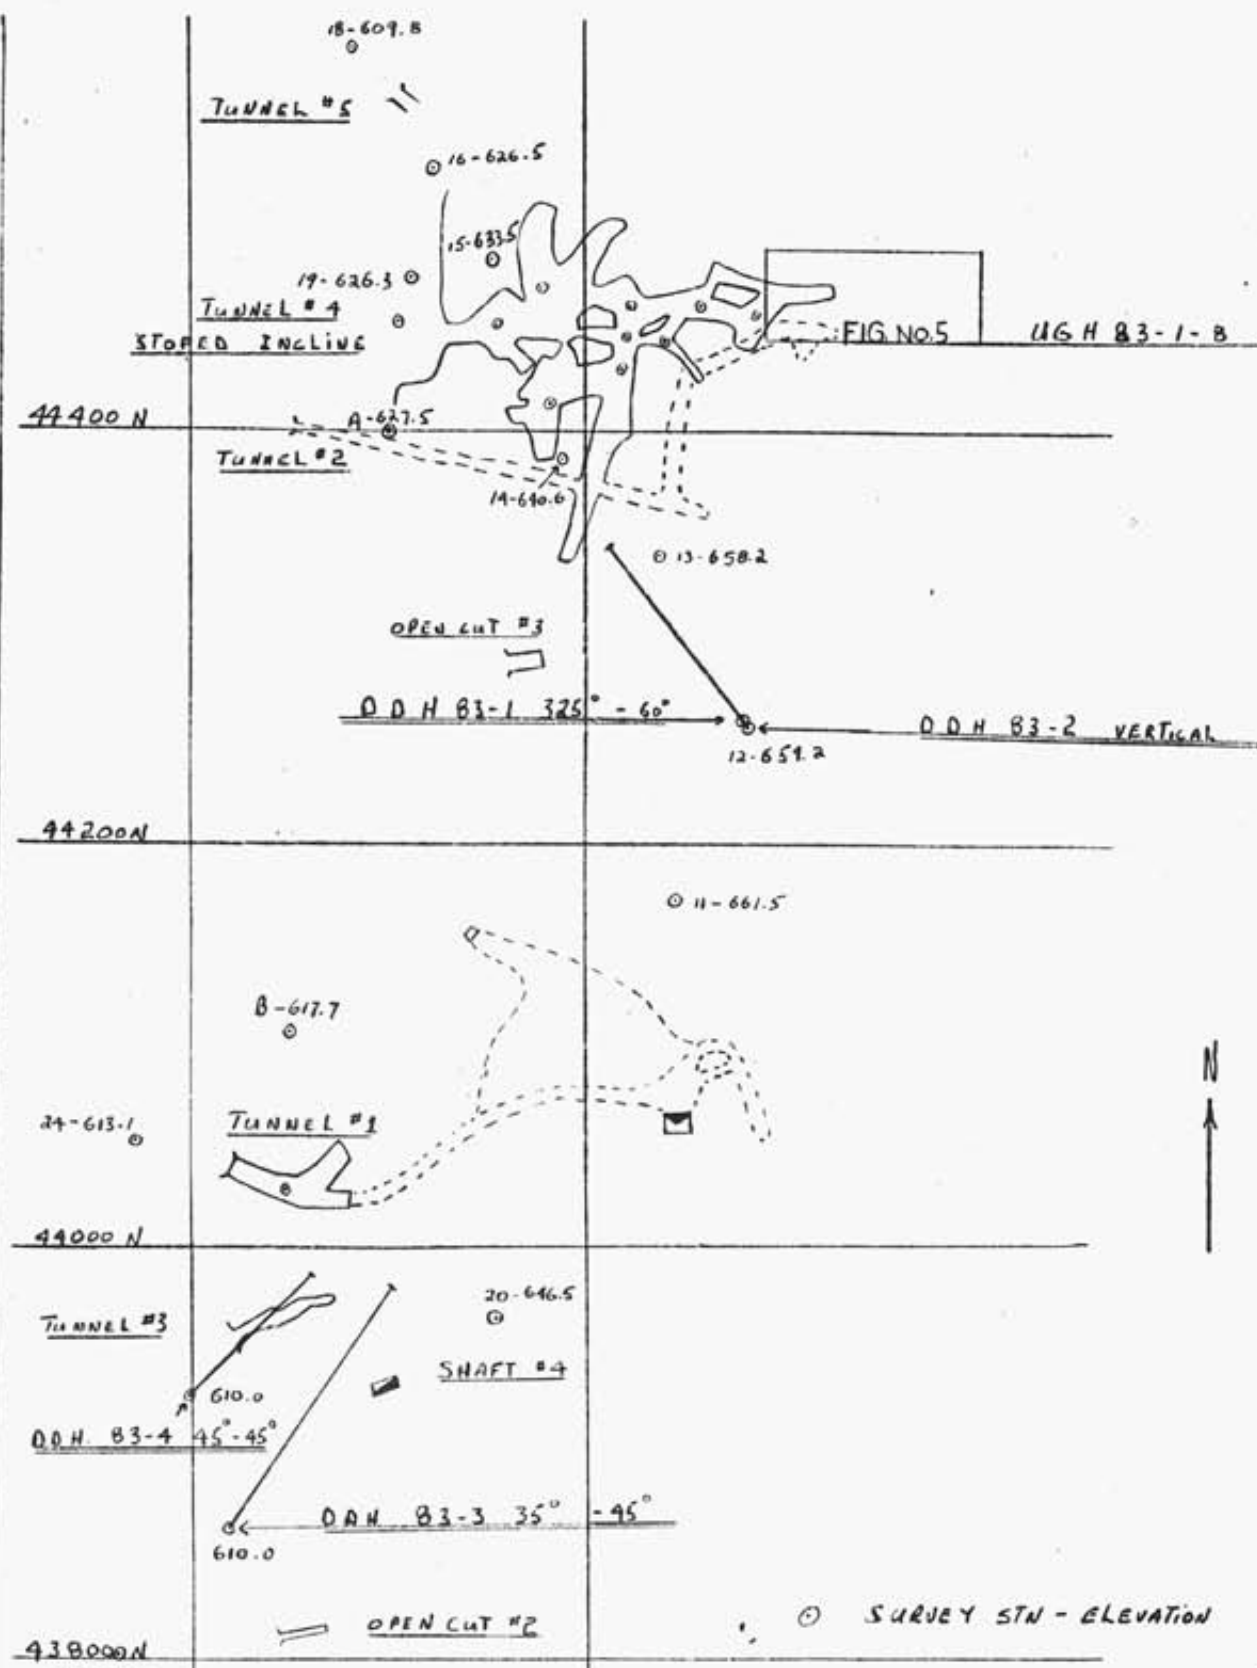 18-609.8
TUNNEL #5
16-626.5
15-633.5
19-626.3
TUNNEL #4
STOPED INCLINE
FIG. NO.5
UGH 83-1-8
44400 N
A-627.5
TUNNEL #2
14-640.6
13-658.2
OPEN CUT #3
DDH 83-1 325° -60°
DDH 83-2 VERTICAL
12-659.2
44200N
11-661.5
B-617.7
N
24-613.1
TUNNEL #1
44000 N
20-646.5
TUNNEL #3
SHAFT #4
610.0
DDH. 83-4 45°-45°
DDH 83-3 35° -45°
610.0
SURVEY STN - ELEVATION
OPEN CUT #2
438000N